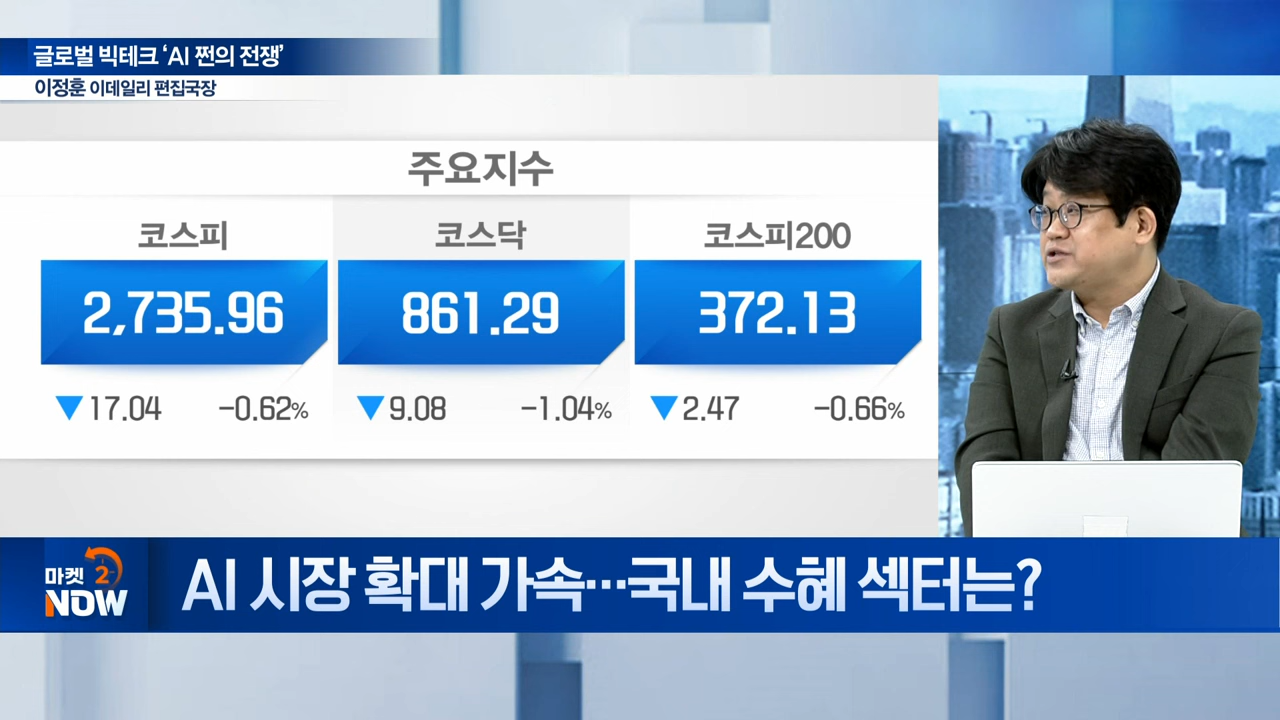 글로벌 빅테크 ‘AI 쩐의 전쟁’
이정훈 이데일리 편집국장
주요지수
코스피 코스닥 코스피200
2,735.96 861.29 372.13
▼17.04 -0.62% ▼9.08 -1.04% ▼2.47 -0.66%
마켓 2
NOW
AI 시장 확대 가속…국내 수혜 섹터는?